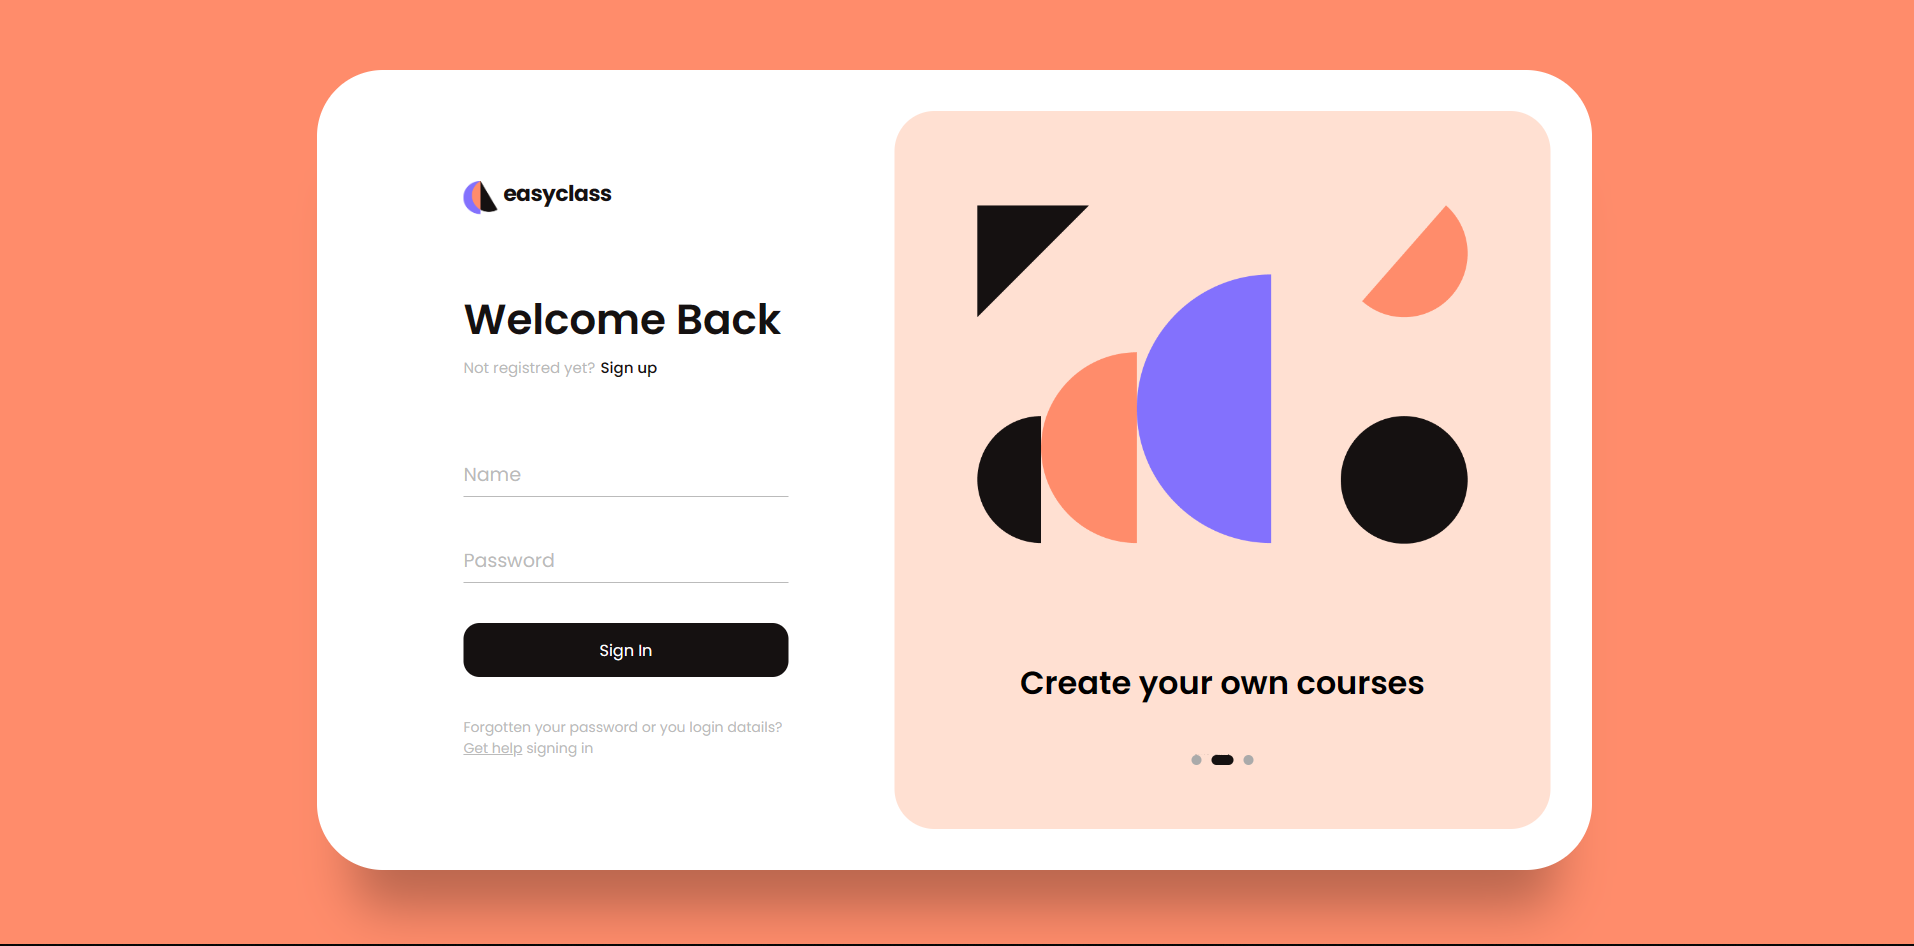 easyclass
Welcome Back
Not registred yet? Sign up
Name
Password
Sign In
Forgotten your password or you login datails?
Get help signing in
Create your own courses